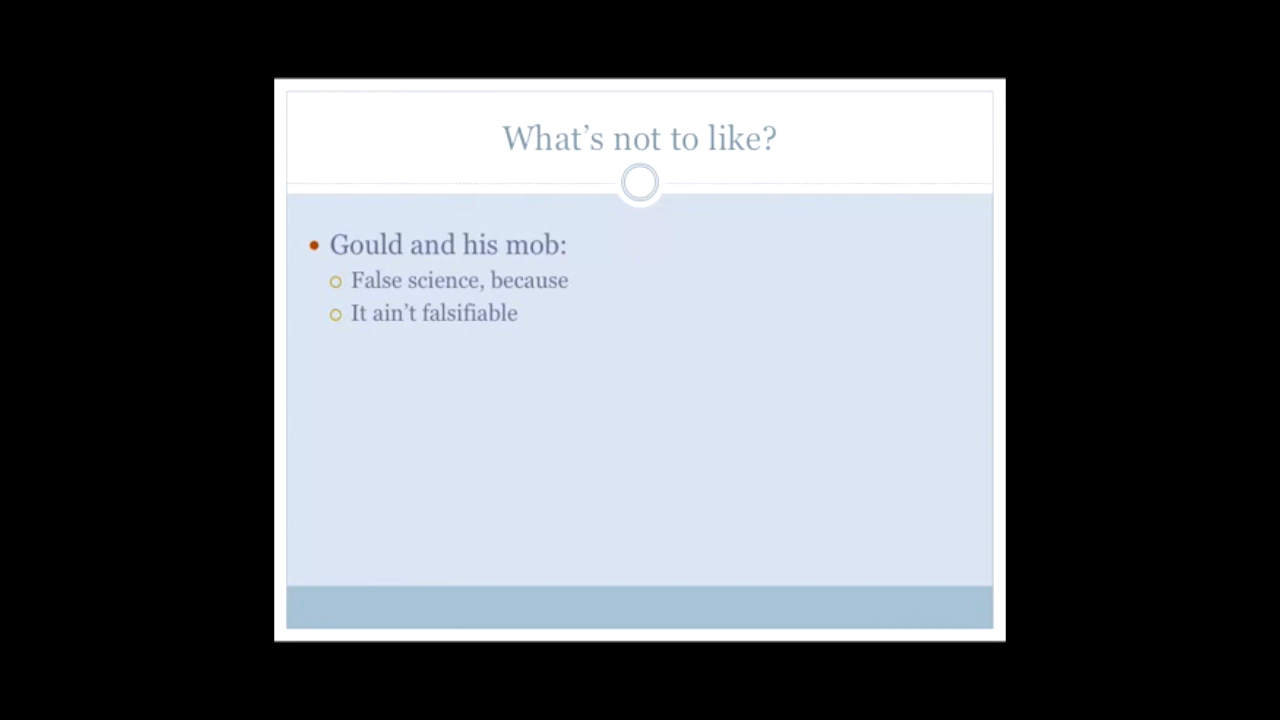 What's not to like?
Gould and his mob:
False science, because
It ain't falsifiable